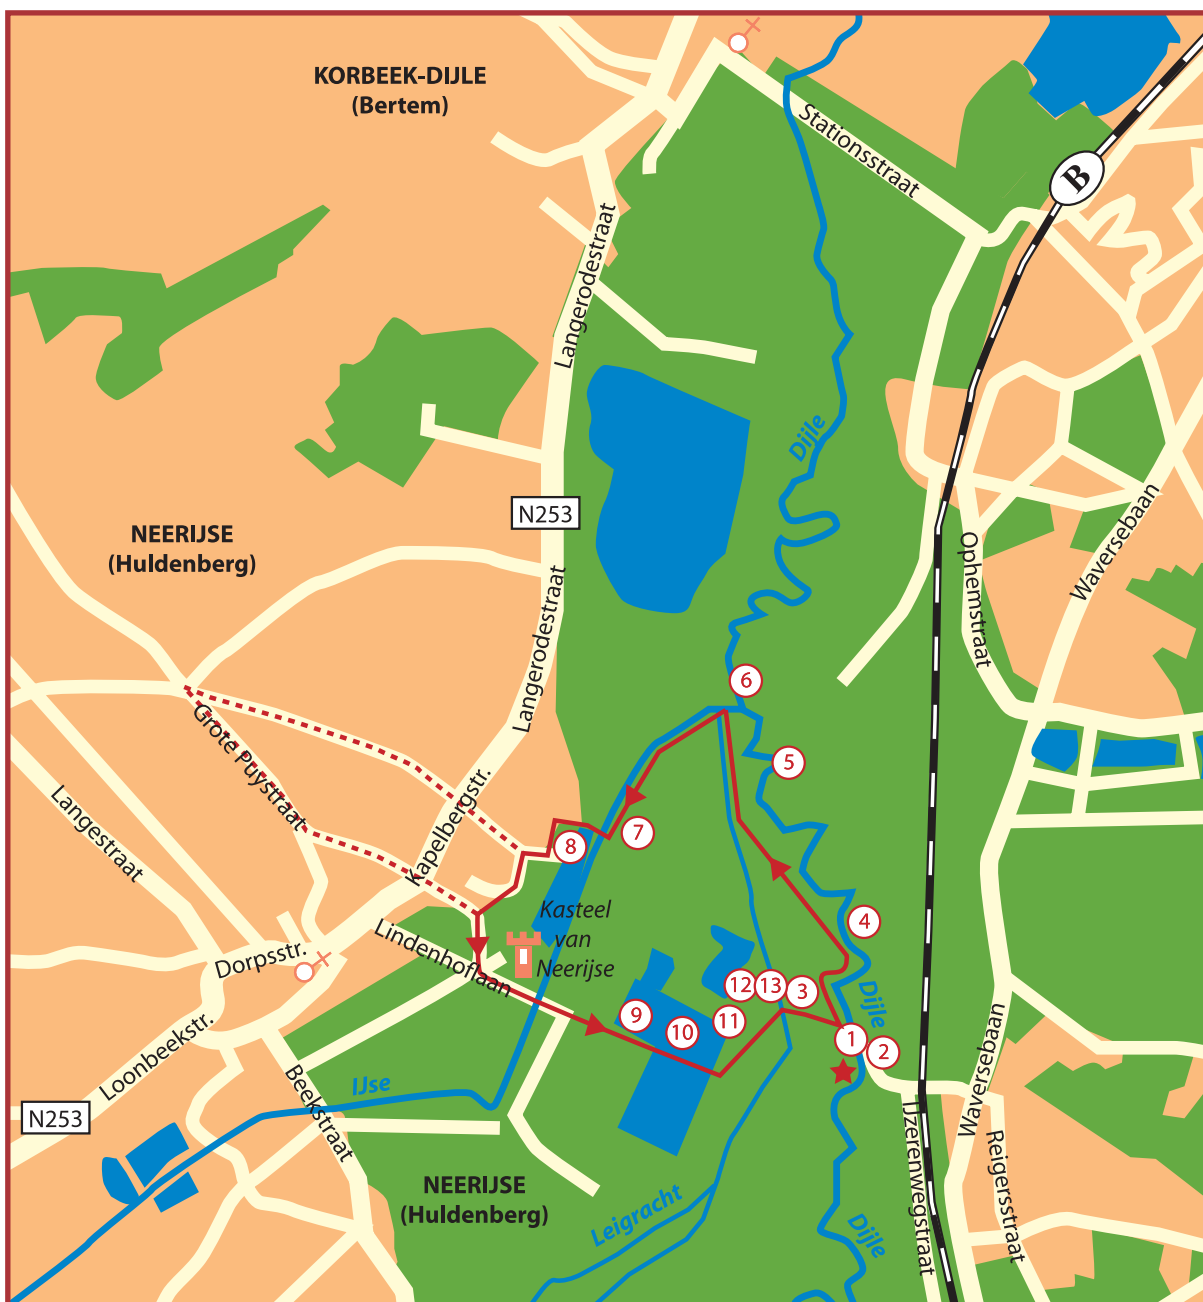 KORBEEK-DIJLE
(Bertem)
Stationsstraat
B
Langerodestraat
Dijle
N253
NEERIJSE
(Huldenberg)
Waversebaan
Ophemstraat
Langerodestraat
6
Grote Puystraat
5
Kapelbergstr.
Langestraat
7
8
Kasteel
van
Neerijse
4
Lindenhoflaan
Dorpsstr.
12
13
3
Dijle
9
10
11
1
2
Loonbeekstr.
IJse
Beekstraat
N253
Waversebaan
IJzerenwegstraat
Reigersstraat
NEERIJSE
(Huldenberg)
Leigracht
Dijle